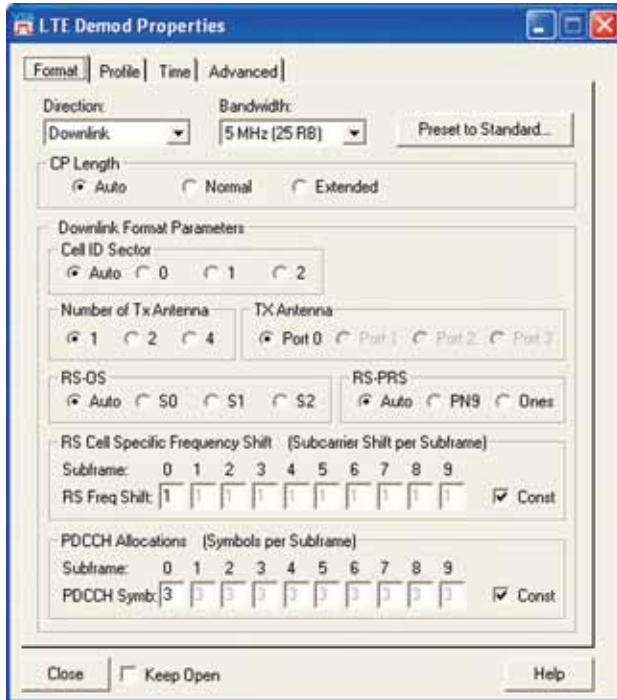 LTE Demod Properties
Format Profile Time Advanced
Direction: Bandwidth:
Downlink 5 MHz (25 RB) Preset to Standard...
CP Length
Auto Normal Extended
Downlink Format Parameters
Cell ID Sector
Auto 0 1 2
Number of Tx Antenna TX Antenna
1 2 4 Port 0 Port 1 Port 2 Port 3
RS-OS RS-PRS
Auto S0 S1 S2 Auto PN9 Ones
RS Cell Specific Frequency Shift (Subcarrier Shift per Subframe)
Subframe: 0 1 2 3 4 5 6 7 8 9
RS Freq Shift: 1 1 1 1 1 1 1 1 1 1 Const
PDCCH Allocations (Symbols per Subframe)
Subframe: 0 1 2 3 4 5 6 7 8 9
PDCCH Symb: 3 3 3 3 3 3 3 3 3 3 Const
Close Keep Open Help